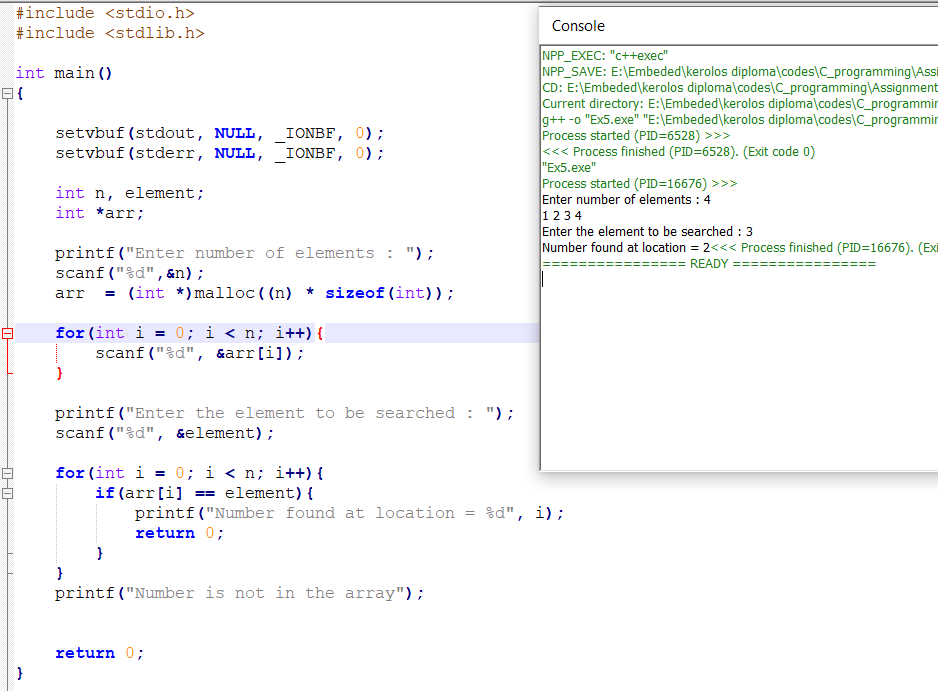 #include <stdio.h>
#include <stdlib.h>
int main()
{
setvbuf(stdout, NULL, _IONBF, 0);
setvbuf(stderr, NULL, _IONBF, 0);
int n, element;
int *arr;
printf("Enter number of elements : ");
scanf("%d",&n);
arr  = (int *)malloc((n) * sizeof(int));
for(int i = 0; i < n; i++){
scanf("%d", &arr[i]);
}
printf("Enter the element to be searched : ");
scanf("%d", &element);
for(int i = 0; i < n; i++){
if(arr[i] == element){
printf("Number found at location = %d", i);
return 0;
}
}
printf("Number is not in the array");
return 0;
}
Console
NPP_EXEC: "c++exec"
NPP_SAVE: E:\Embeded\kerolos diploma\codes\C_programming\Assi
CD: E:\Embeded\kerolos diploma\codes\C_programming\Assignment
Current directory: E:\Embeded\kerolos diploma\codes\C_programmin
g++ -o "Ex5.exe" "E:\Embeded\kerolos diploma\codes\C_programmin
Process started (PID=6528) >>>
<<< Process finished (PID=6528). (Exit code 0)
"Ex5.exe"
Process started (PID=16676) >>>
Enter number of elements : 4
1 2 3 4
Enter the element to be searched : 3
Number found at location = 2<<< Process finished (PID=16676). (Exi
================ READY ================